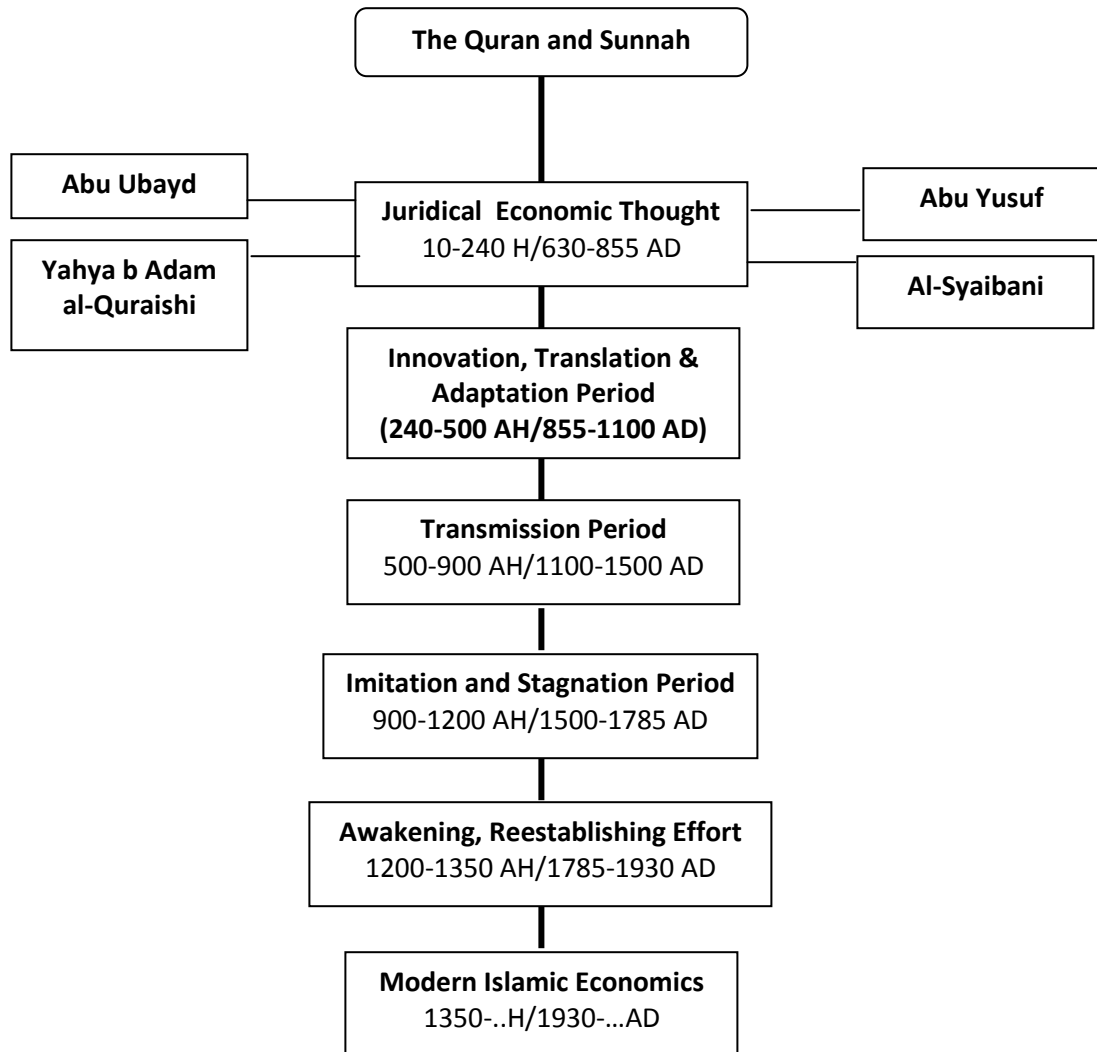 The Quran and Sunnah
Abu Ubayd
Abu Yusuf
Juridical Economic Thought
10-240 H/630-855 AD
Yahya b Adam
al-Quraishi
Al-Syaibani
Innovation, Translation &
Adaptation Period
(240-500 AH/855-1100 AD)
Transmission Period
500-900 AH/1100-1500 AD
Imitation and Stagnation Period
900-1200 AH/1500-1785 AD
Awakening, Reestablishing Effort
1200-1350 AH/1785-1930 AD
Modern Islamic Economics
1350-..H/1930-...AD